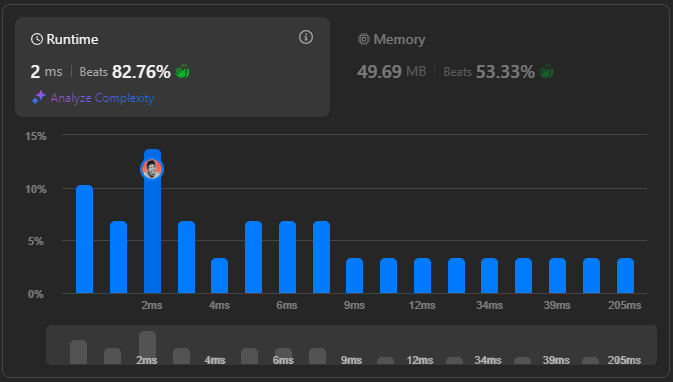 Runtime
2 ms | Beats 82.76%
Analyze Complexity
Memory
49.69 MB | Beats 53.33%
15%
10%
5%
0%
2ms 4ms 6ms 9ms 12ms 34ms 39ms 205ms
2ms 4ms 6ms 9ms 12ms 34ms 39ms 205ms